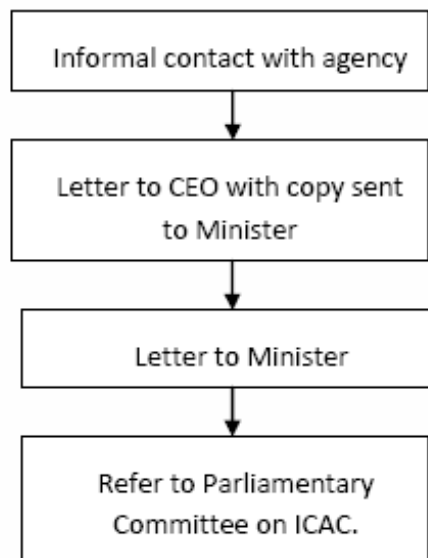 Informal contact with agency
Letter to CEO with copy sent
to Minister
Letter to Minister
Refer to Parliamentary
Committee on ICAC.